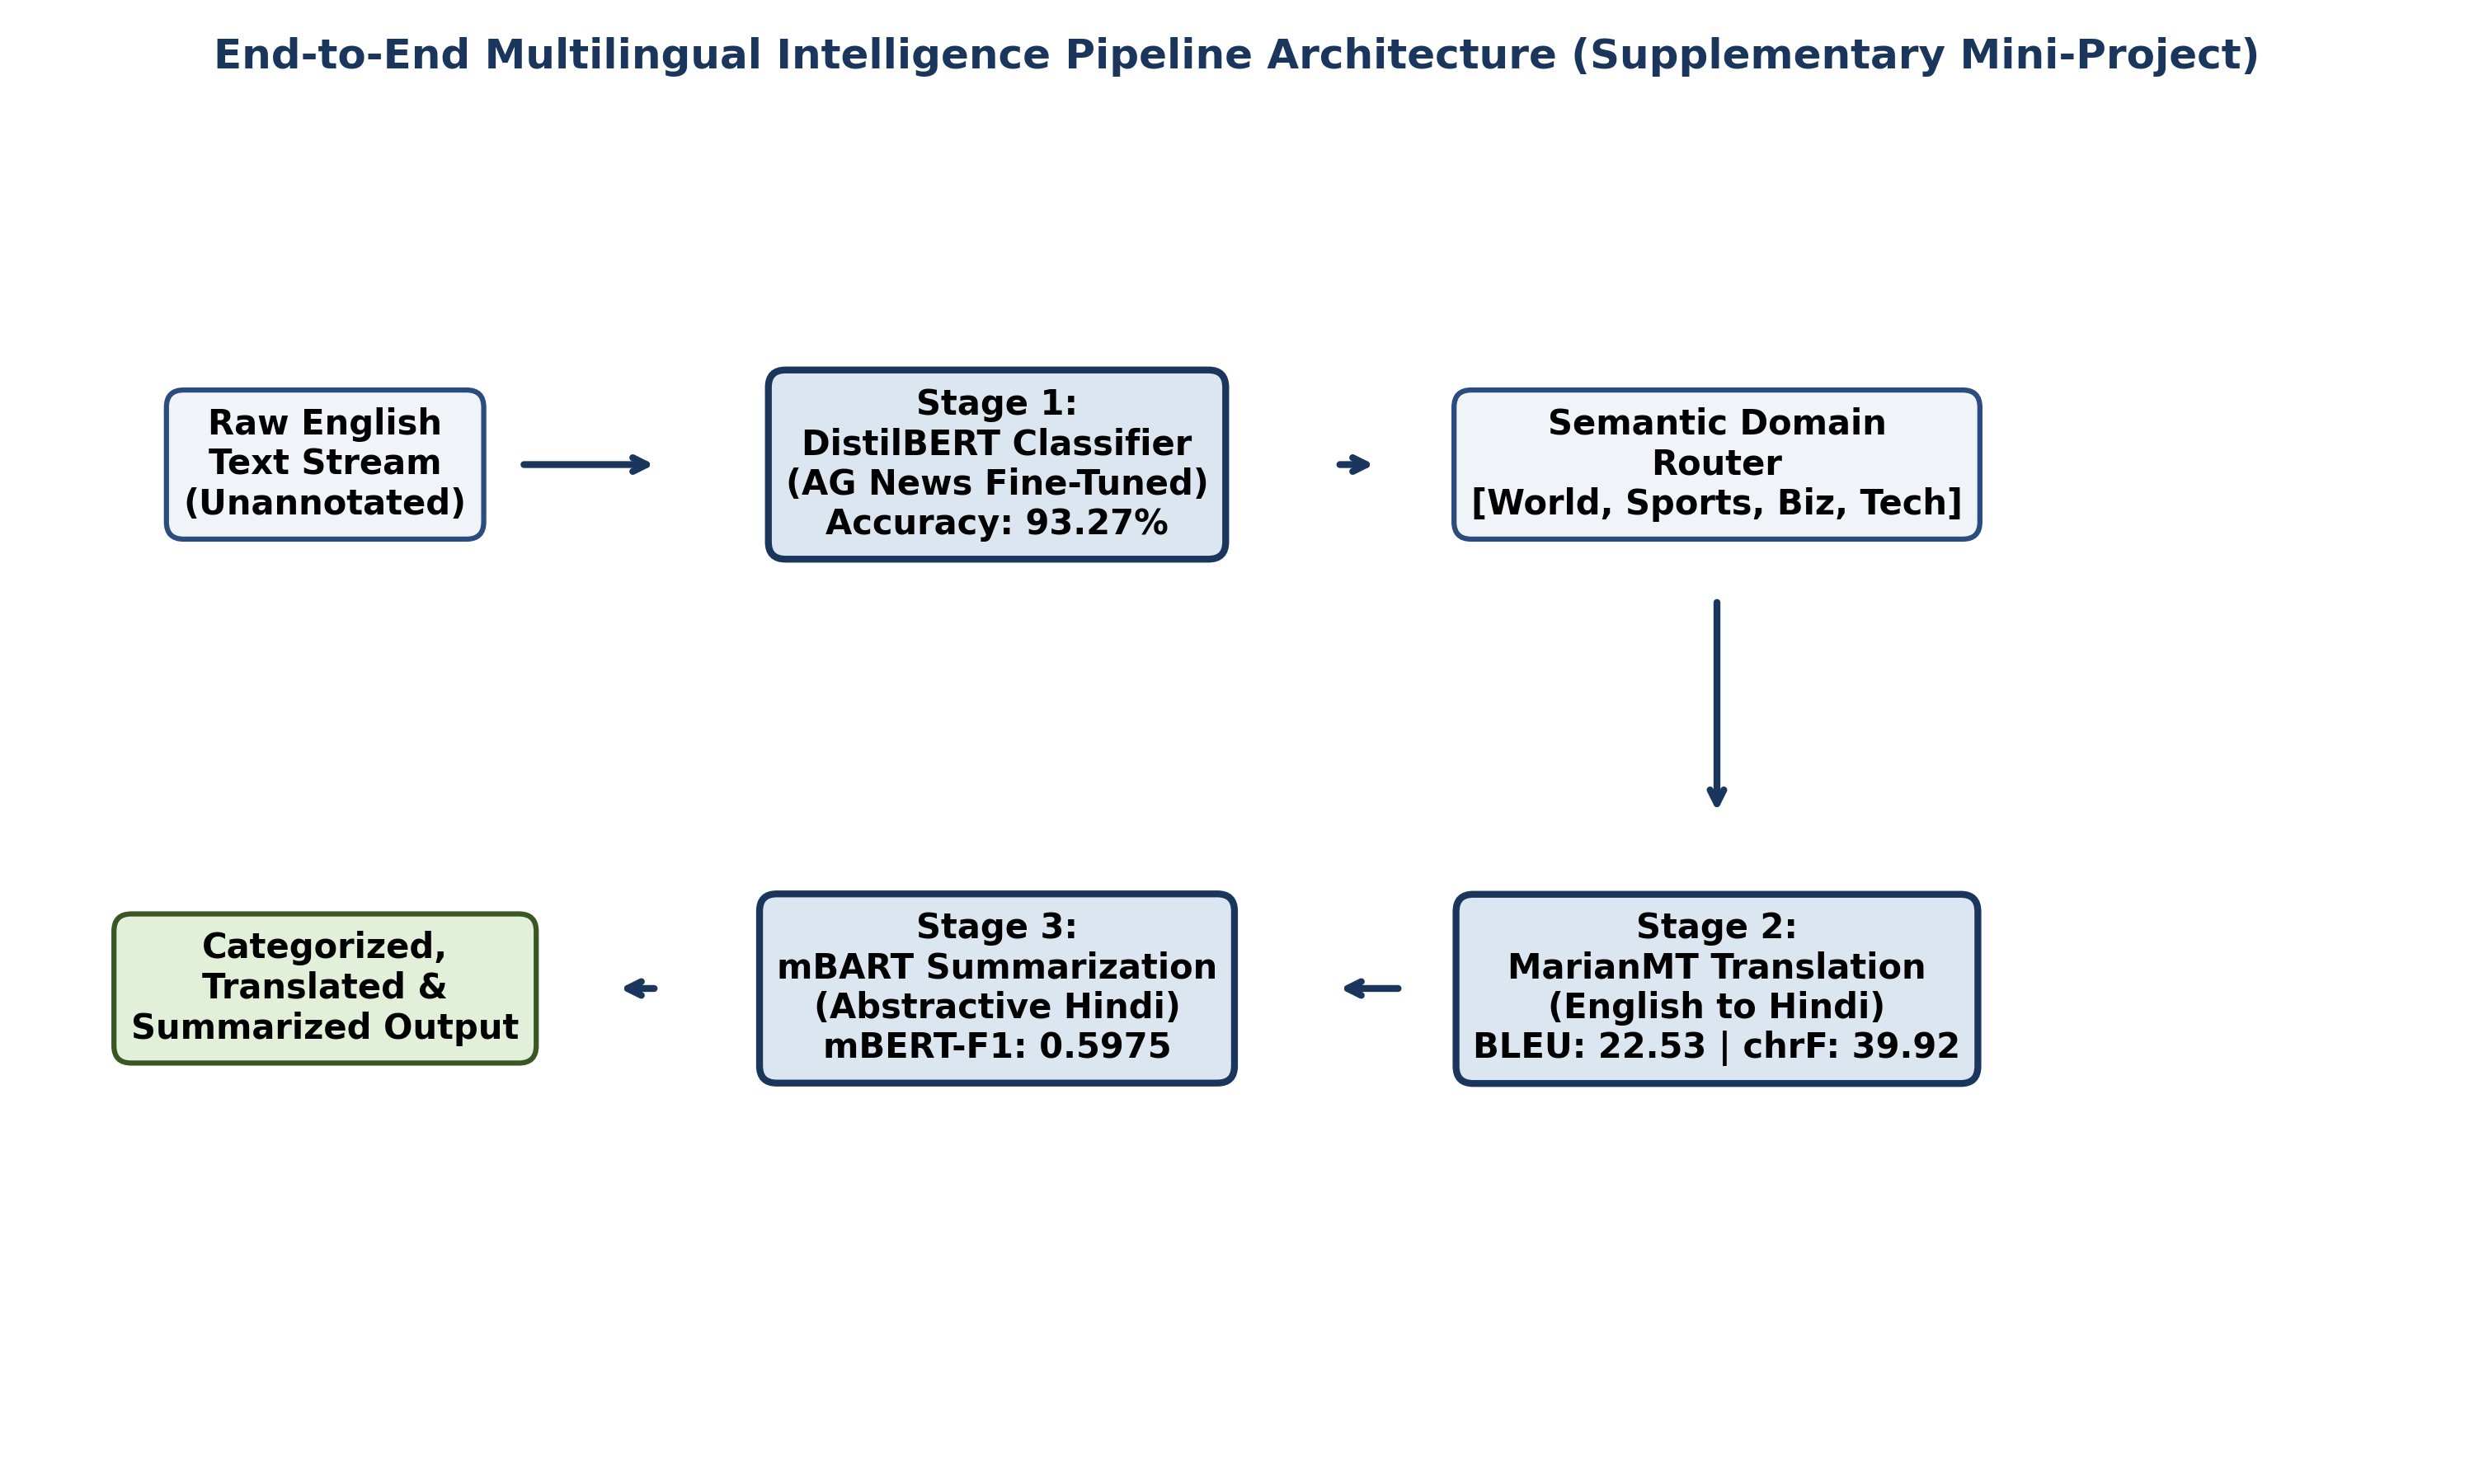 End-to-End Multilingual Intelligence Pipeline Architecture (Supplementary Mini-Project)
Raw English
Text Stream
(Unannotated)
Stage 1:
DistilBERT Classifier
(AG News Fine-Tuned)
Accuracy: 93.27%
Semantic Domain
Router
[World, Sports, Biz, Tech]
Stage 2:
MarianMT Translation
(English to Hindi)
BLEU: 22.53 | chrF: 39.92
Stage 3:
mBART Summarization
(Abstractive Hindi)
mBERT-F1: 0.5975
Categorized,
Translated &
Summarized Output